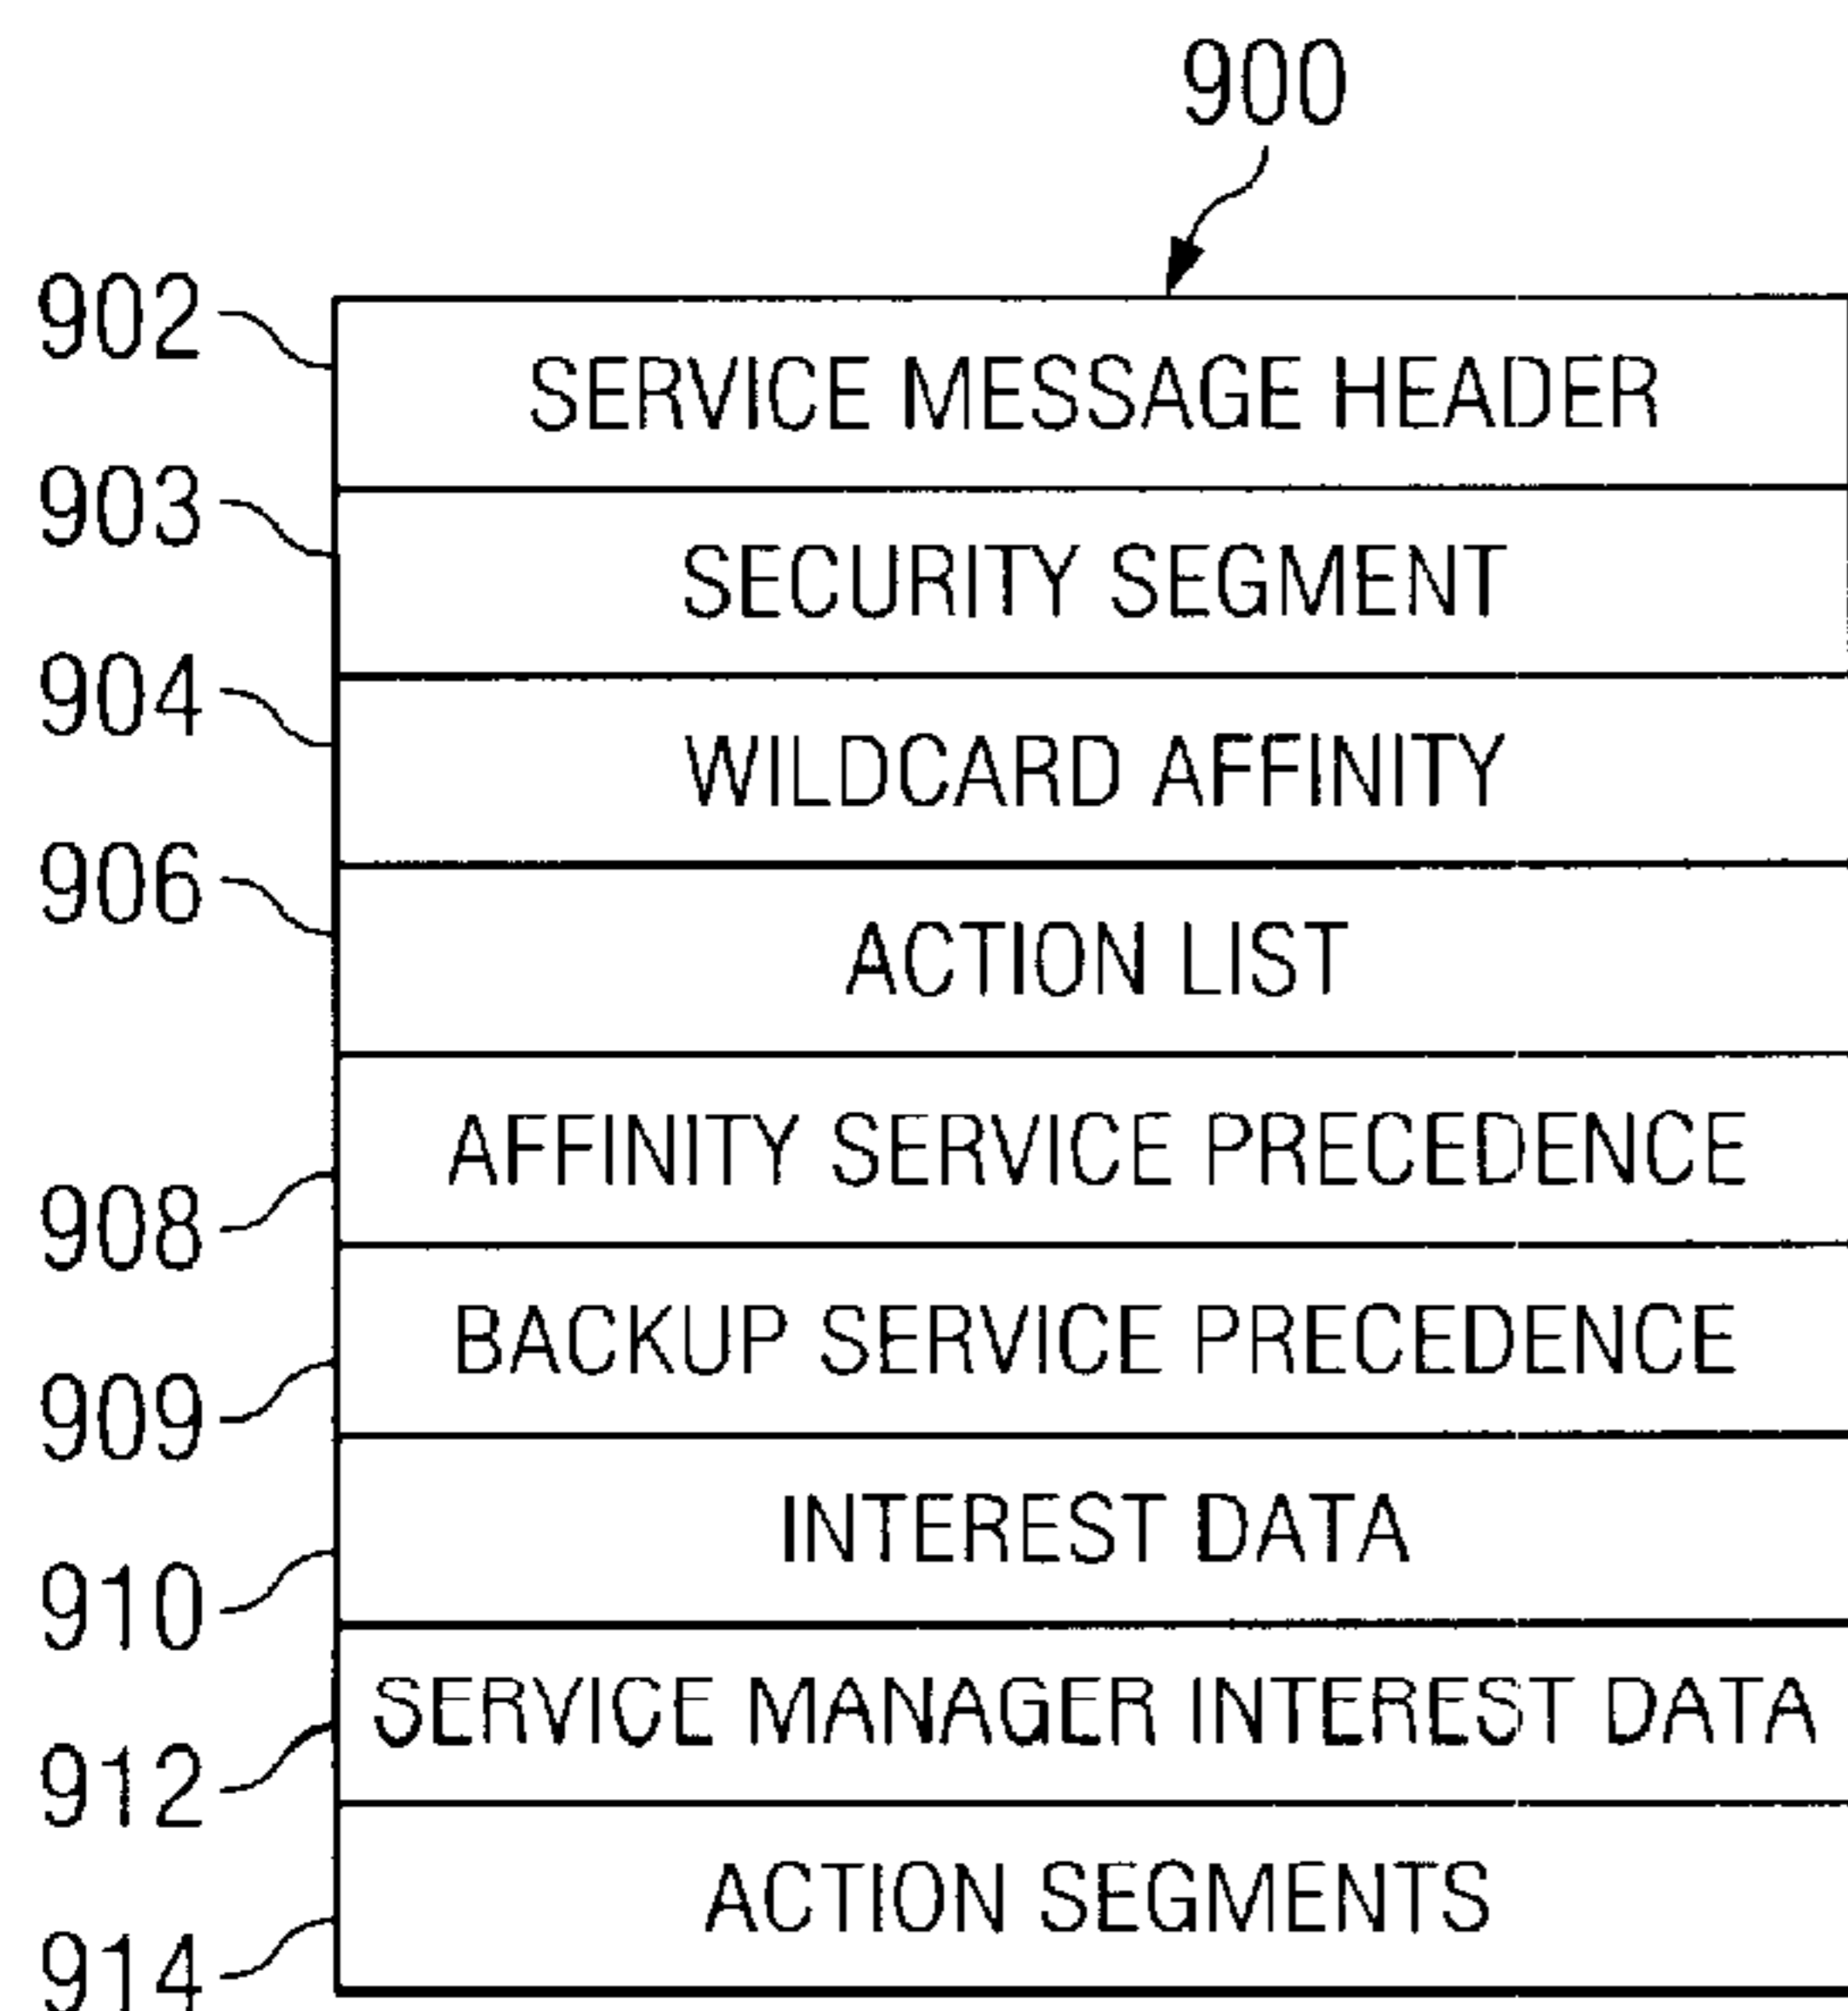 900
902 SERVICE MESSAGE HEADER
903 SECURITY SEGMENT
904 WILDCARD AFFINITY
906 ACTION LIST
908 AFFINITY SERVICE PRECEDENCE
909 BACKUP SERVICE PRECEDENCE
910 INTEREST DATA
912 SERVICE MANAGER INTEREST DATA
914 ACTION SEGMENTS